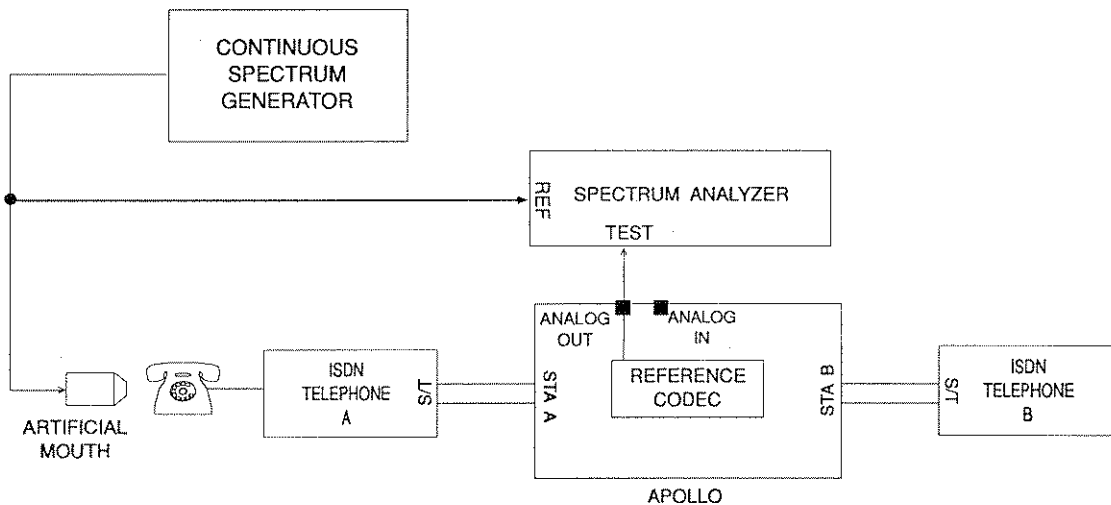 CONTINUOUS
SPECTRUM
GENERATOR
REF
SPECTRUM ANALYZER
TEST
ANALOG
OUT
ANALOG
IN
ARTIFICIAL
MOUTH
ISDN
TELEPHONE
A
S/T
STA A
REFERENCE
CODEC
STA B
S/T
ISDN
TELEPHONE
B
APOLLO